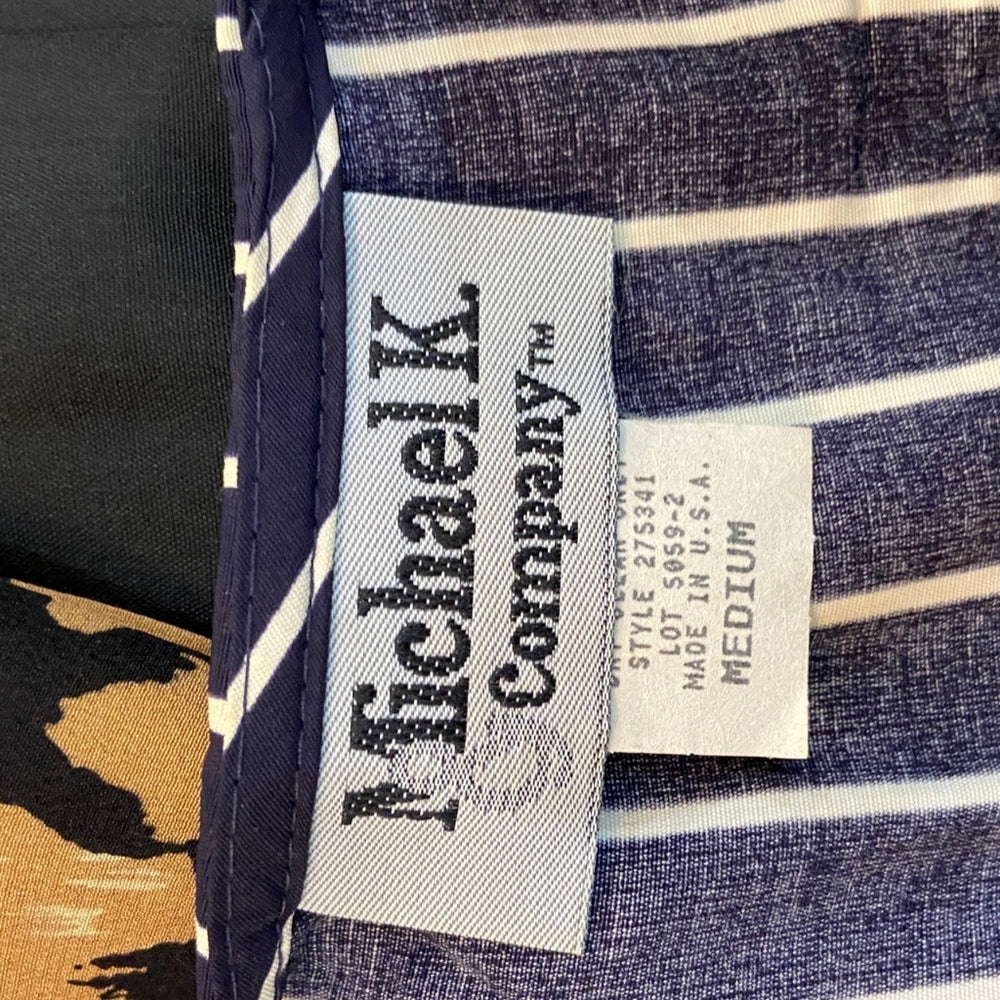 Michael K.
Company™
STYLE 275341
LOT 5059-2
MADE IN U.S.A.
MEDIUM